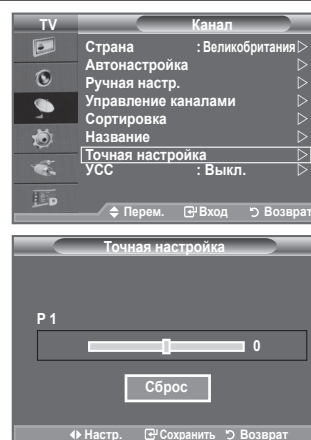 TV Канал
Страна : Великобритания
Автонастройка
Ручная настр.
Управление каналами
Сортировка
Название
Точная настройка
УСС : Выкл.
Перем. Вход Возврат
Точная настройка
P 1
0
Сброс
Настр. Сохранить Возврат